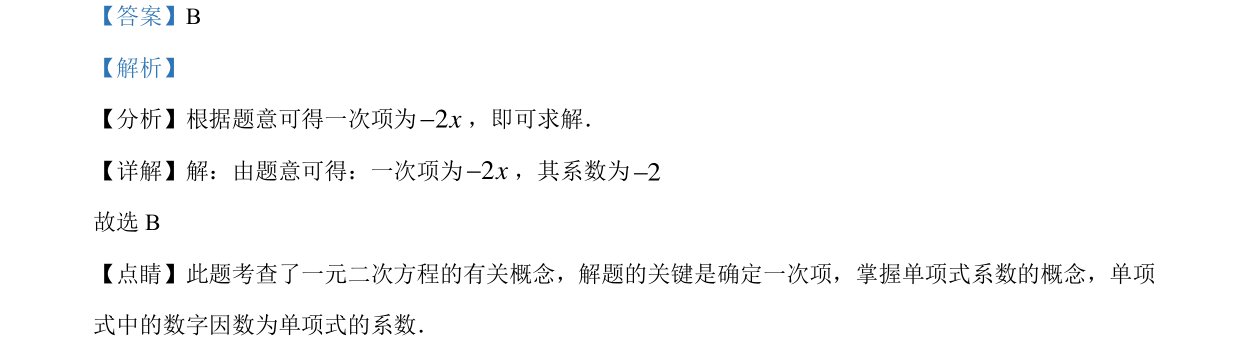 【答案】B
【解析】
【分析】根据题意可得一次项为−2x，即可求解．
【详解】解：由题意可得：一次项为−2x，其系数为−2
故选 B
【点睛】此题考查了一元二次方程的有关概念，解题的关键是确定一次项，掌握单项式系数的概念，单项
式中的数字因数为单项式的系数．